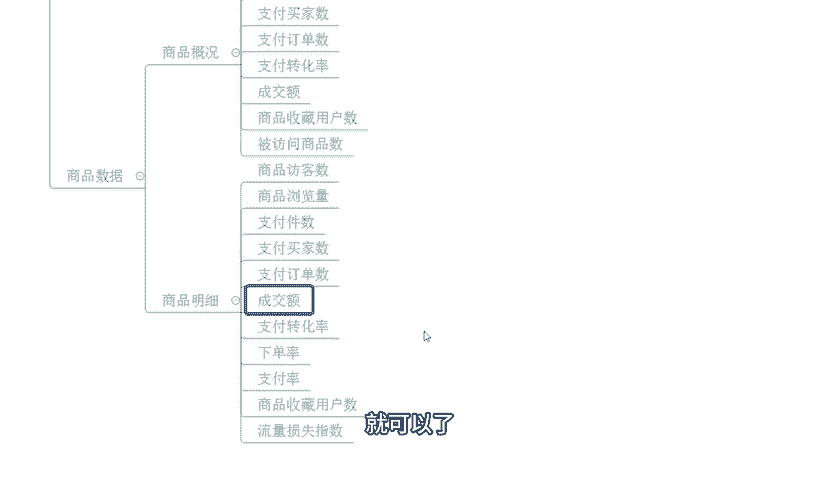 支付买家数
支付订单数
商品概况
支付转化率
成交额
商品收藏用户数
被访问商品数
商品数据
商品访客数
商品浏览量
支付件数
支付买家数
支付订单数
商品明细
成交额
支付转化率
下单率
支付率
商品收藏用户数
就可以了
流量损失指数